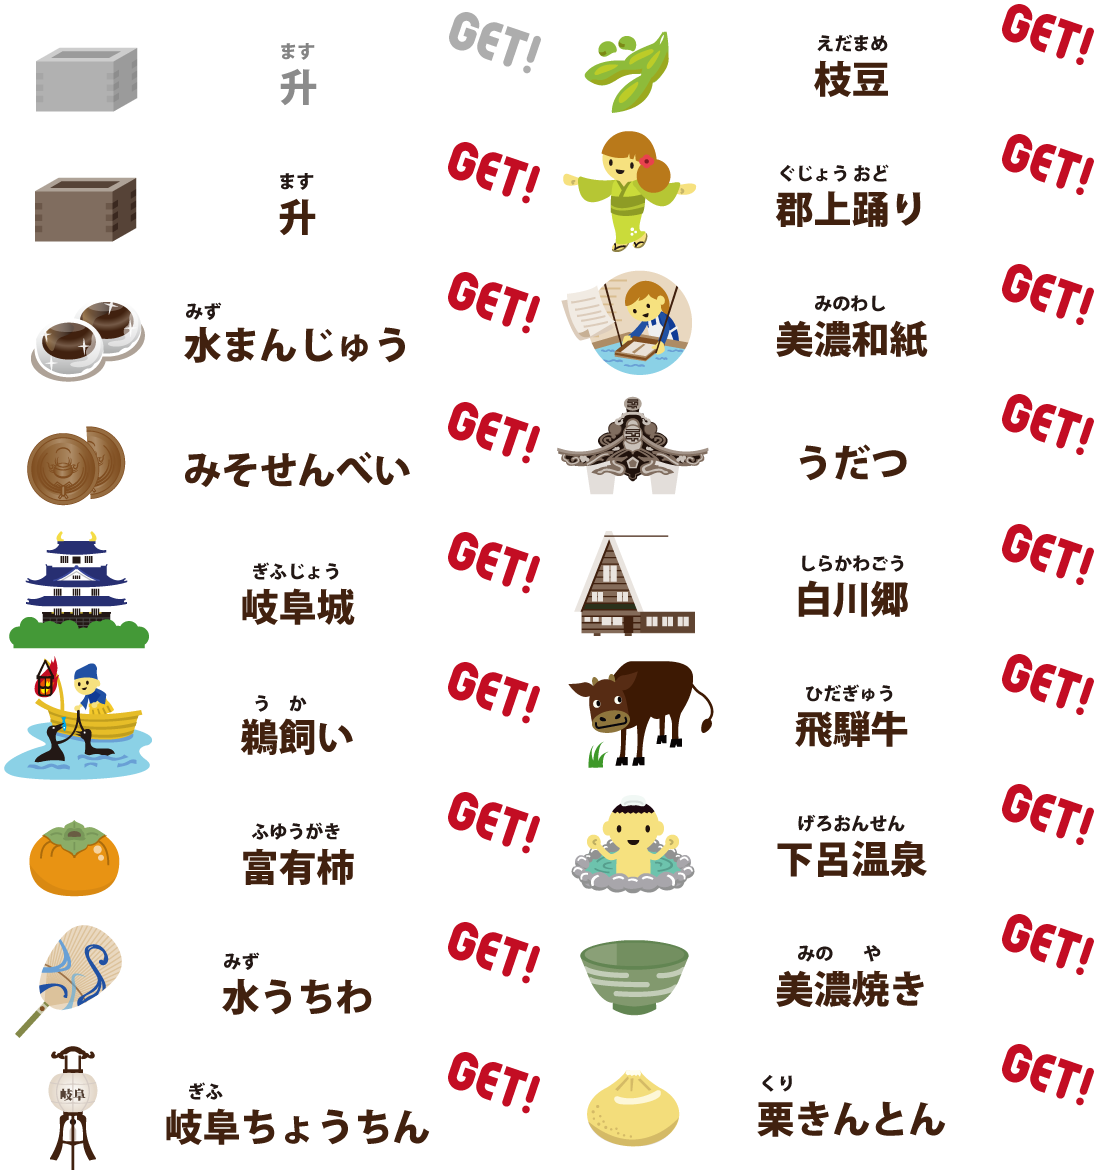 ます
升
GET!
ます
升
GET!
みず
水まんじゅう
GET!
みそせんべい
GET!
ぎふじょう
岐阜城
GET!
うか
鵜飼い
GET!
ふゆうがき
富有柿
GET!
みず
水うちわ
GET!
岐阜
ぎふ
岐阜ちょうちん
GET!
えだまめ
枝豆
GET!
ぐじょうおど
郡上踊り
GET!
みのわし
美濃和紙
GET!
うだつ
GET!
しらかわごう
白川郷
GET!
ひだぎゅう
飛騨牛
GET!
げろおんせん
下呂温泉
GET!
みの や
美濃焼き
GET!
くり
栗きんとん
GET!